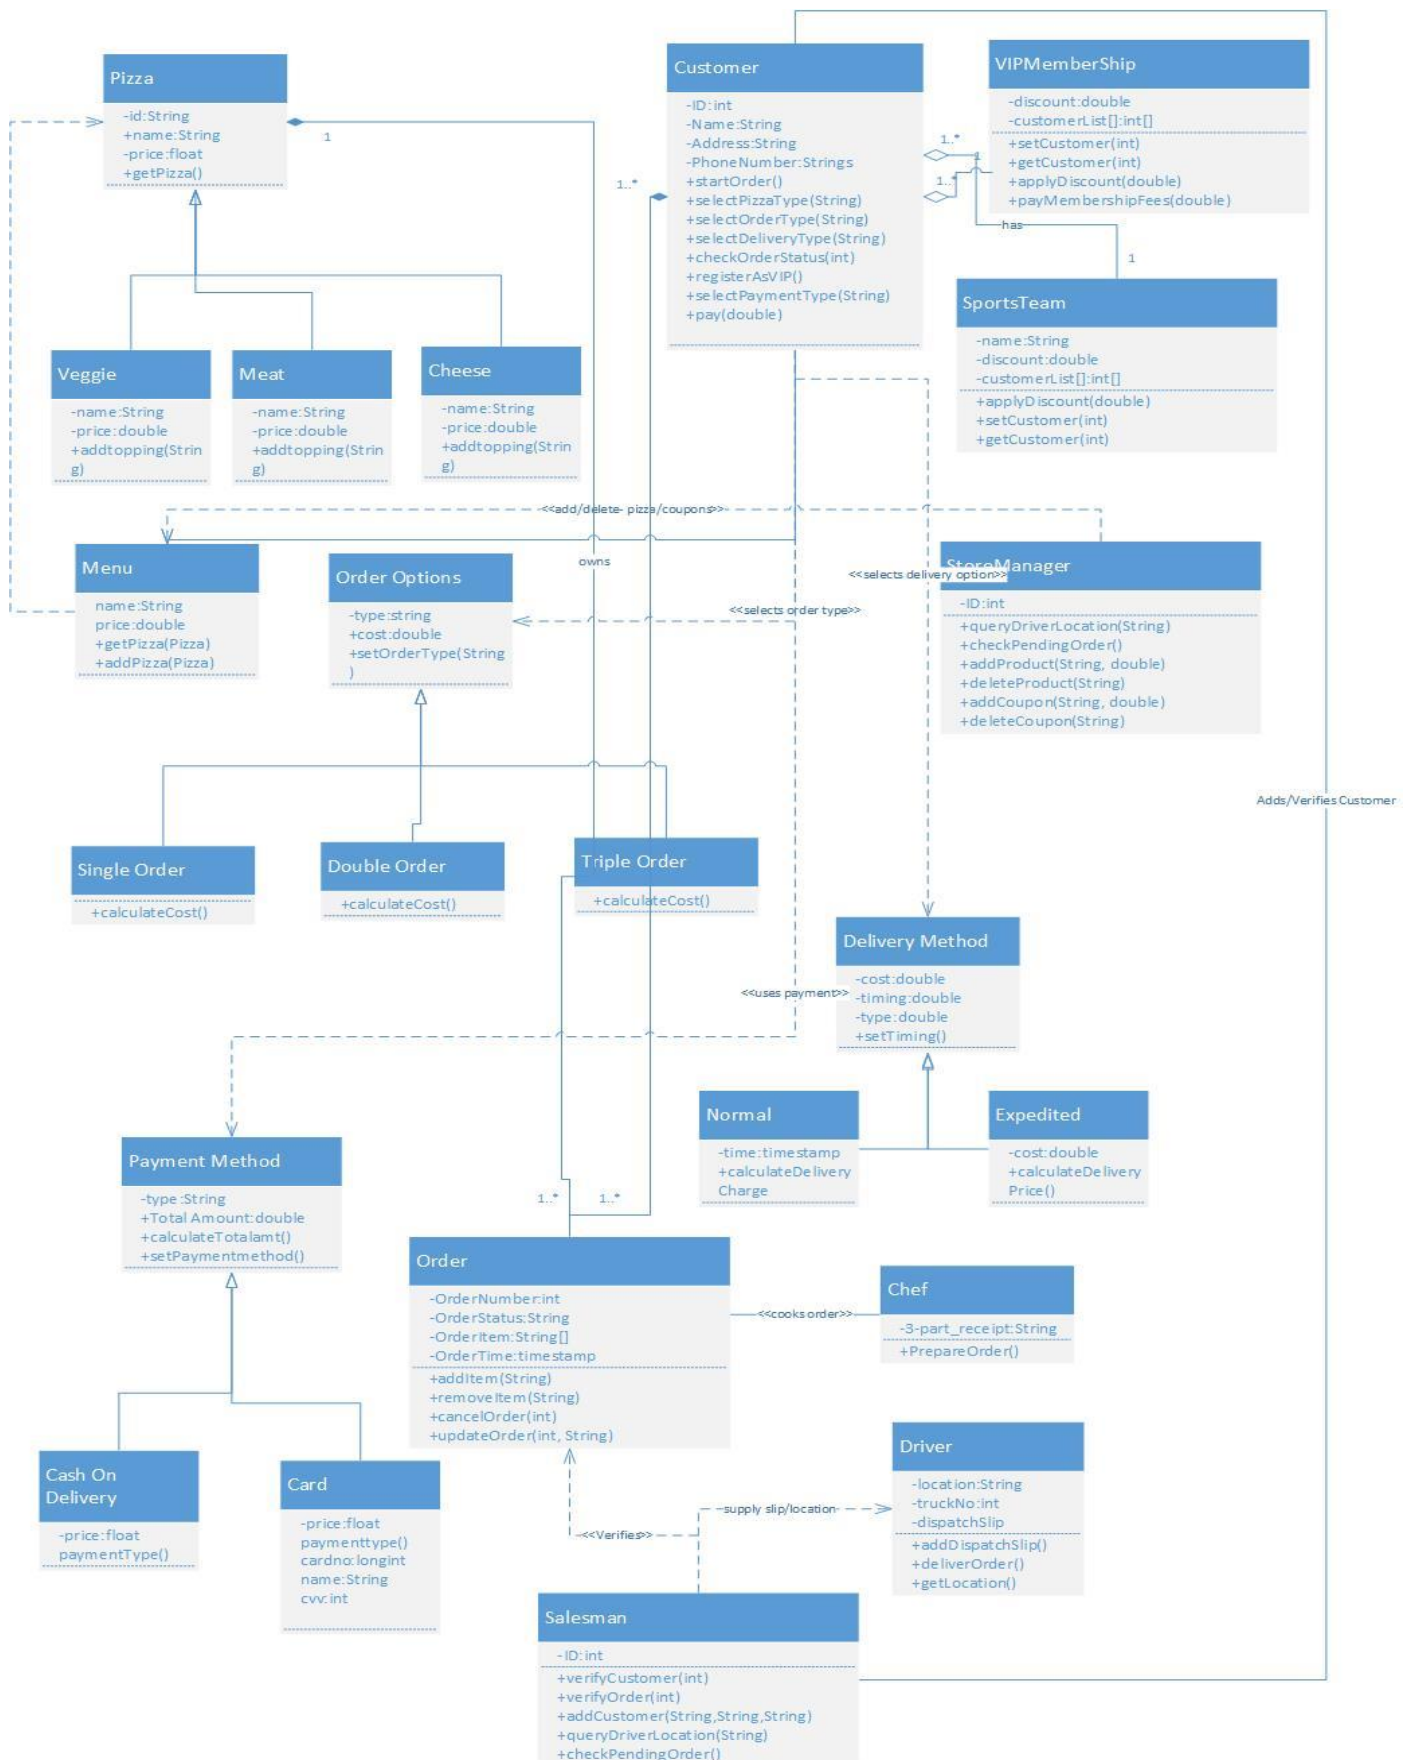 Pizza
-id:String
+name:String
-price:float
+getPizza()
1
Customer
-ID:int
-Name:String
-Address:String
-PhoneNumber:Strings
+startOrder()
+selectPizzaType(String)
+selectOrderType(String)
+selectDeliveryType(String)
+checkOrderStatus(int)
+registerAsVIP()
+selectPaymentType(String)
+pay(double)
1..*
1..*
1
1..*
VIPMemberShip
-discount:double
-customerList[]:int[]
+setCustomer(int)
+getCustomer(int)
+applyDiscount(double)
+payMembershipFees(double)
has
1
SportsTeam
-name:String
-discount:double
-customerList[]:int[]
+applyDiscount(double)
+setCustomer(int)
+getCustomer(int)
Veggie
-name:String
-price:double
+addtopping(Strin
g)
Meat
-name:String
-price:double
+addtopping(Strin
g)
Cheese
-name:String
-price:double
+addtopping(Strin
g)
<<add/delete- pizza/coupons>>
Menu
name:String
price:double
+getPizza(Pizza)
+addPizza(Pizza)
Order Options
-type:string
+cost:double
+setOrderType(String
)
owns
<<selects order type>>
<<selects delivery option>>
StoreManager
-ID:int
+queryDriverLocation(String)
+checkPendingOrder()
+addProduct(String, double)
+deleteProduct(String)
+addCoupon(String, double)
+deleteCoupon(String)
Adds/Verifies Customer
Single Order
+calculateCost()
Double Order
+calculateCost()
Triple Order
+calculateCost()
Delivery Method
-cost:double
-timing:double
-type:double
+setTiming()
<<uses payment>>
Normal
-time:timestamp
+calculateDelivery
Charge
Expedited
-cost:double
+calculateDelivery
Price()
Payment Method
-type:String
+Total Amount:double
+calculateTotalamt()
+setPaymentmethod()
1..*
1..*
Order
-OrderNumber:int
-OrderStatus:String
-OrderItem:String[]
-OrderTime:timestamp
+addItem(String)
+removeItem(String)
+cancelOrder(int)
+updateOrder(int, String)
<<cooks order>>
Chef
-3-part_receipt:String
+PrepareOrder()
Cash On
Delivery
-price:float
paymentType()
Card
-price:float
paymenttype()
cardno:longint
name:String
cvv:int
Driver
-location:String
-truckNo:int
-dispatchSlip
+addDispatchSlip()
+deliverOrder()
+getLocation()
supply slip/location
<<Verifies>>
Salesman
-ID:int
+verifyCustomer(int)
+verifyOrder(int)
+addCustomer(String,String,String)
+queryDriverLocation(String)
+checkPendingOrder()